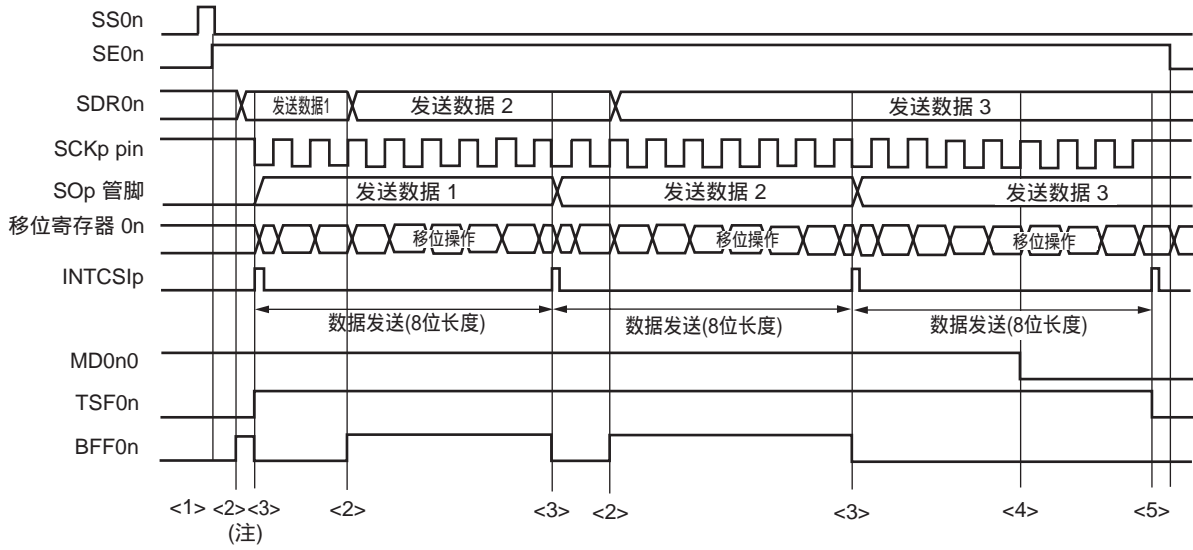 SS0n
SE0n
SDR0n 发送数据1 发送数据 2 发送数据 3
SCKp pin
SOp 管脚 发送数据 1 发送数据 2 发送数据 3
移位寄存器 0n 移位操作 移位操作 移位操作
INTCSIp
数据发送(8位长度) 数据发送(8位长度) 数据发送(8位长度)
MD0n0
TSF0n
BFF0n
<1> <2> <3> <2> <3> <2> <3> <4> <5>
(注)